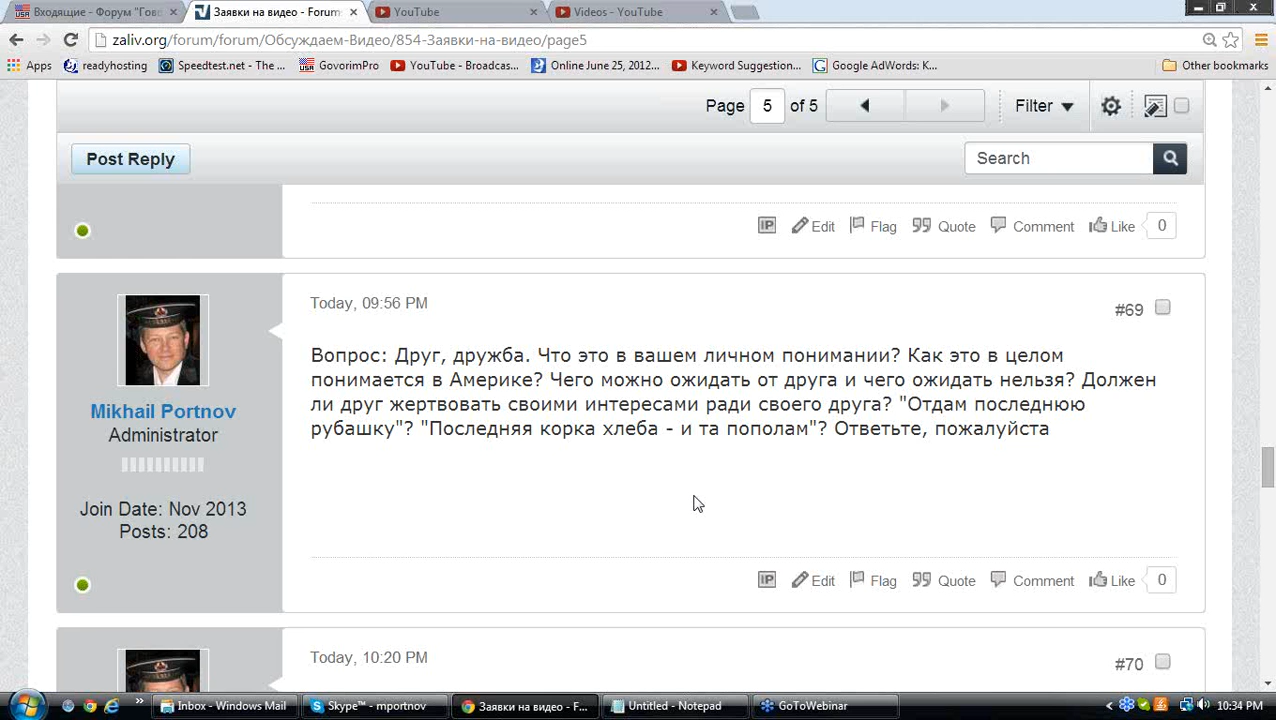 Входящие - Форум "Гов
Заявки на видео - Forum
YouTube
Videos - YouTube
zaliv.org/forum/forum/Обсуждаем-Видео/854-Заявки-на-видео/page5
Apps
readyhosting
Speedtest.net - The ...
GovorimPro
YouTube - Broadcas...
Online June 25, 2012...
Keyword Suggestion...
Google AdWords: K...
Other bookmarks
Page 5 of 5
Filter
Post Reply
Search
IP Edit Flag Quote Comment Like 0
Today, 09:56 PM
#69
Вопрос: Друг, дружба. Что это в вашем личном понимании? Как это в целом
понимается в Америке? Чего можно ожидать от друга и чего ожидать нельзя? Должен
ли друг жертвовать своими интересами ради своего друга? "Отдам последнюю
рубашку"? "Последняя корка хлеба - и та пополам"? Ответьте, пожалуйста
Mikhail Portnov
Administrator
Join Date: Nov 2013
Posts: 208
IP Edit Flag Quote Comment Like 0
Today, 10:20 PM
#70
Inbox - Windows Mail
Skype™ - mportnov
Заявки на видео - F...
Untitled - Notepad
GoToWebinar
10:34 PM